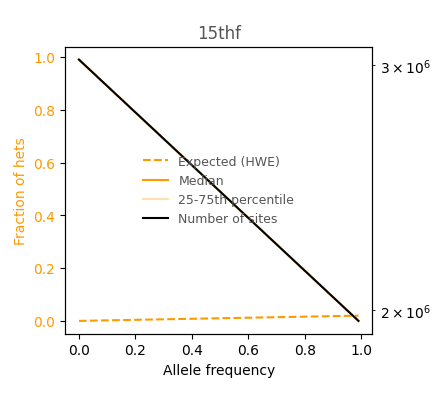 15thf
1.0
0.8
0.6
0.4
0.2
0.0
Fraction of hets
3 × 10⁶
2 × 10⁶
Expected (HWE)
Median
25-75th percentile
Number of sites
0.0 0.2 0.4 0.6 0.8 1.0
Allele frequency